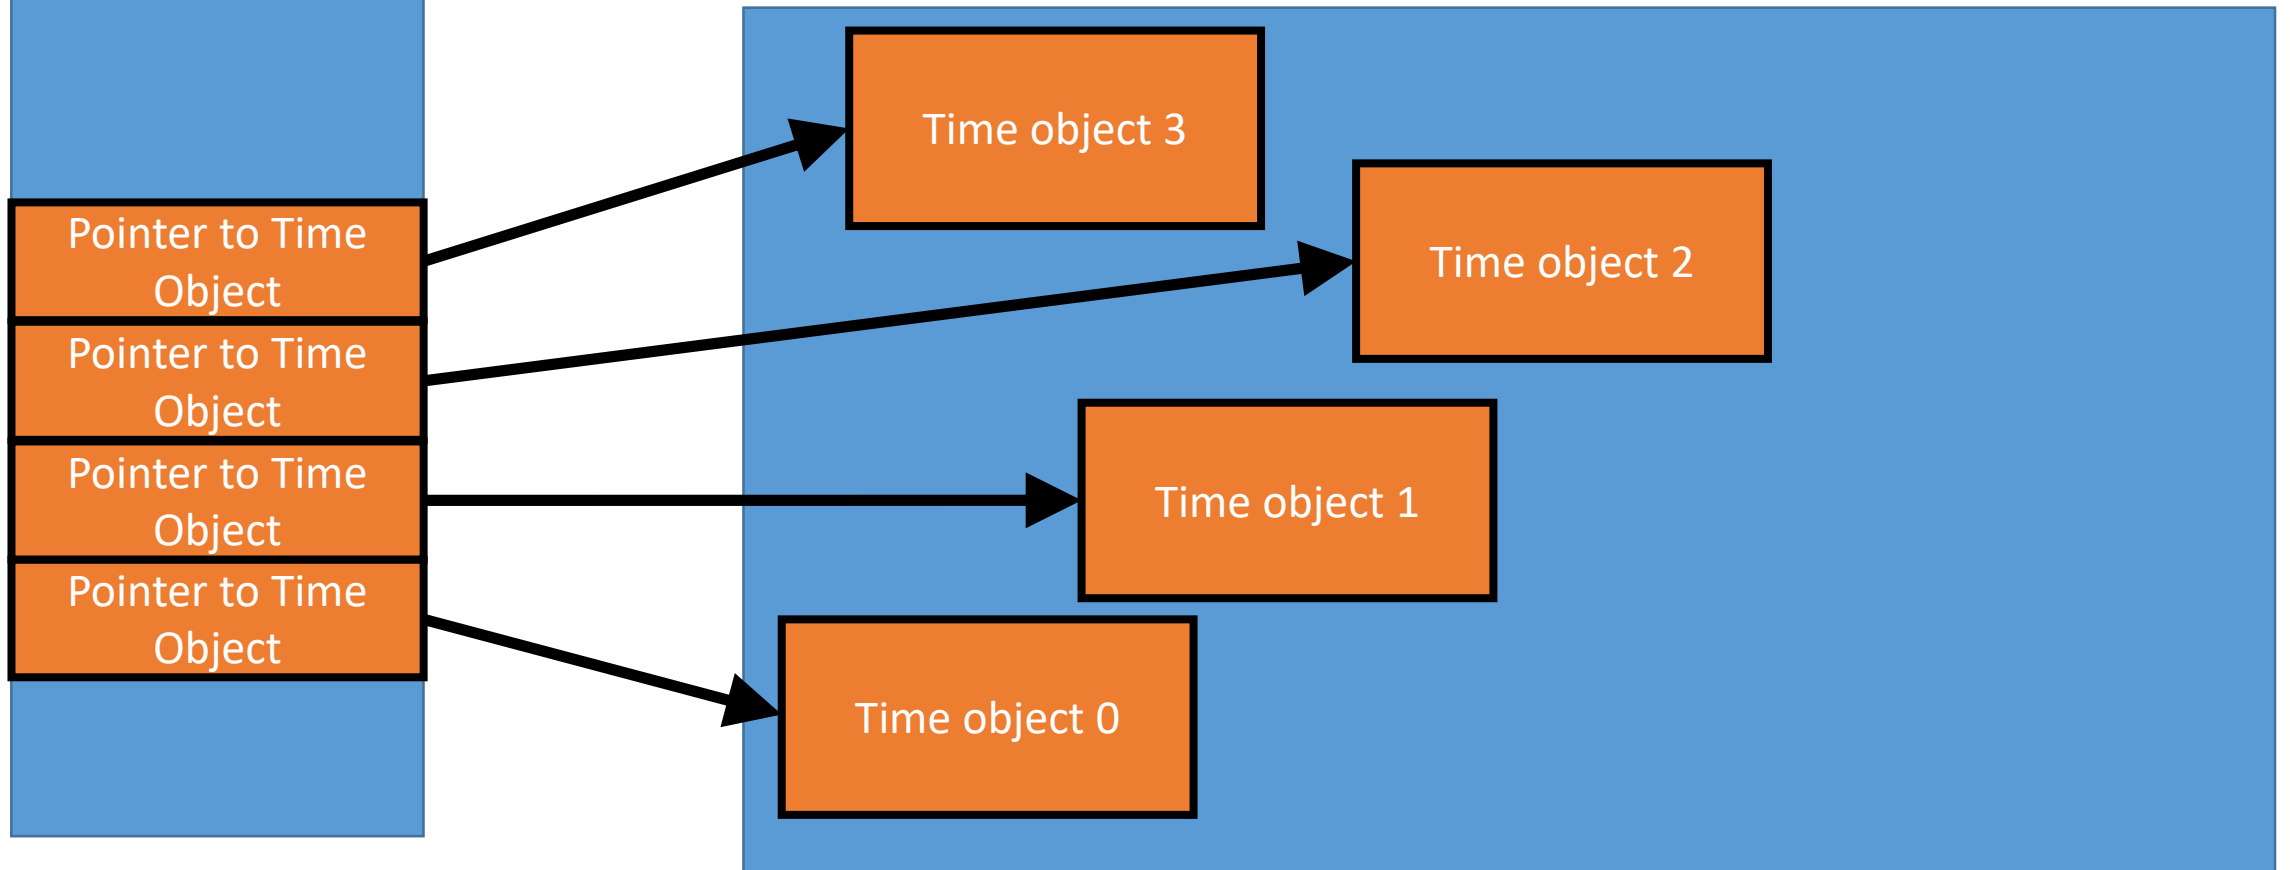 Pointer to Time
Object
Pointer to Time
Object
Pointer to Time
Object
Pointer to Time
Object
Time object 3
Time object 2
Time object 1
Time object 0